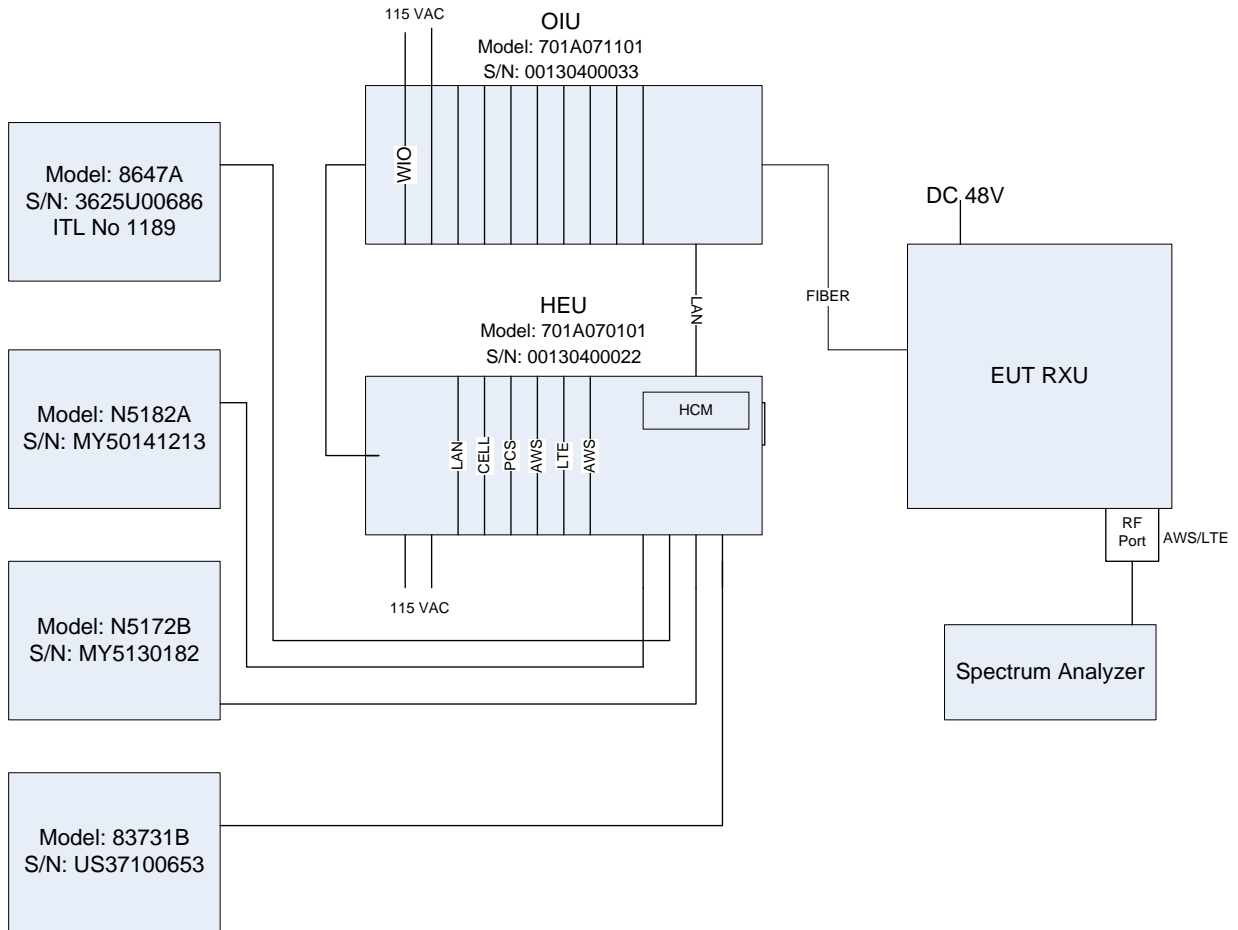 115 VAC
OIU
Model: 701A071101
S/N: 00130400033
WIO
Model: 8647A
S/N: 3625U00686
ITL No 1189
DC 48V
FIBER
LAN
HEU
Model: 701A070101
S/N: 00130400022
EUT RXU
HCM
Model: N5182A
S/N: MY50141213
LAN
CELL
PCS
AWS
LTE
AWS
RF
Port
AWS/LTE
115 VAC
Model: N5172B
S/N: MY5130182
Spectrum Analyzer
Model: 83731B
S/N: US37100653